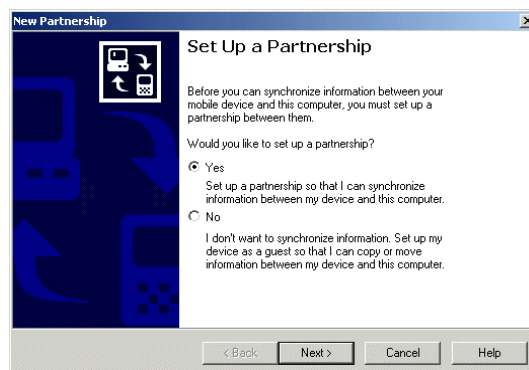 New Partnership
Set Up a Partnership
Before you can synchronize information between your
mobile device and this computer, you must set up a
partnership between them.
Would you like to set up a partnership?
Yes
Set up a partnership so that I can synchronize
information between my device and this computer.
No
I don't want to synchronize information. Set up my
device as a guest so that I can copy or move
information between my device and this computer.
< Back
Next >
Cancel
Help